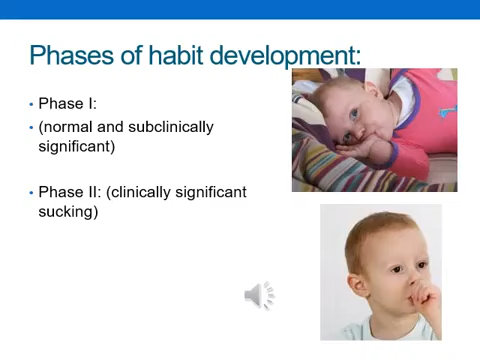 Phases of habit development:
• Phase I:
• (normal and subclinically
significant)
• Phase II: (clinically significant
sucking)